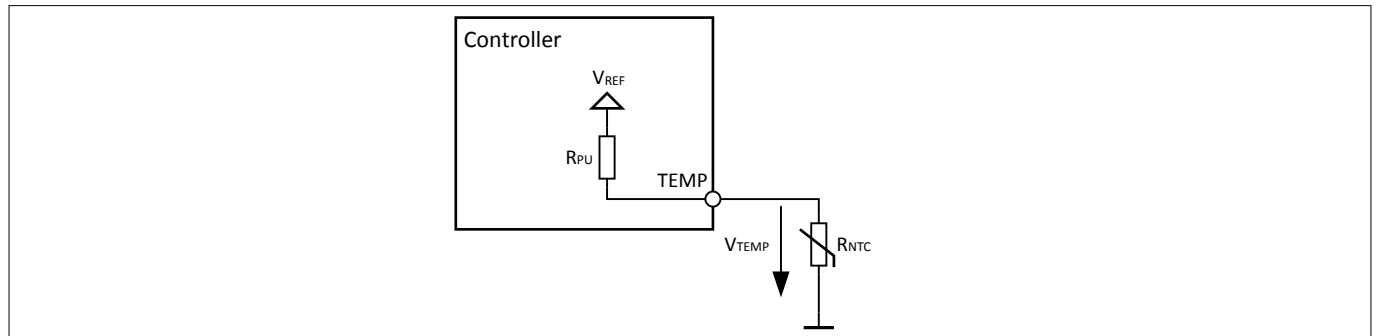 Controller
VREF
RPU
TEMP
VTEMP
RNTC